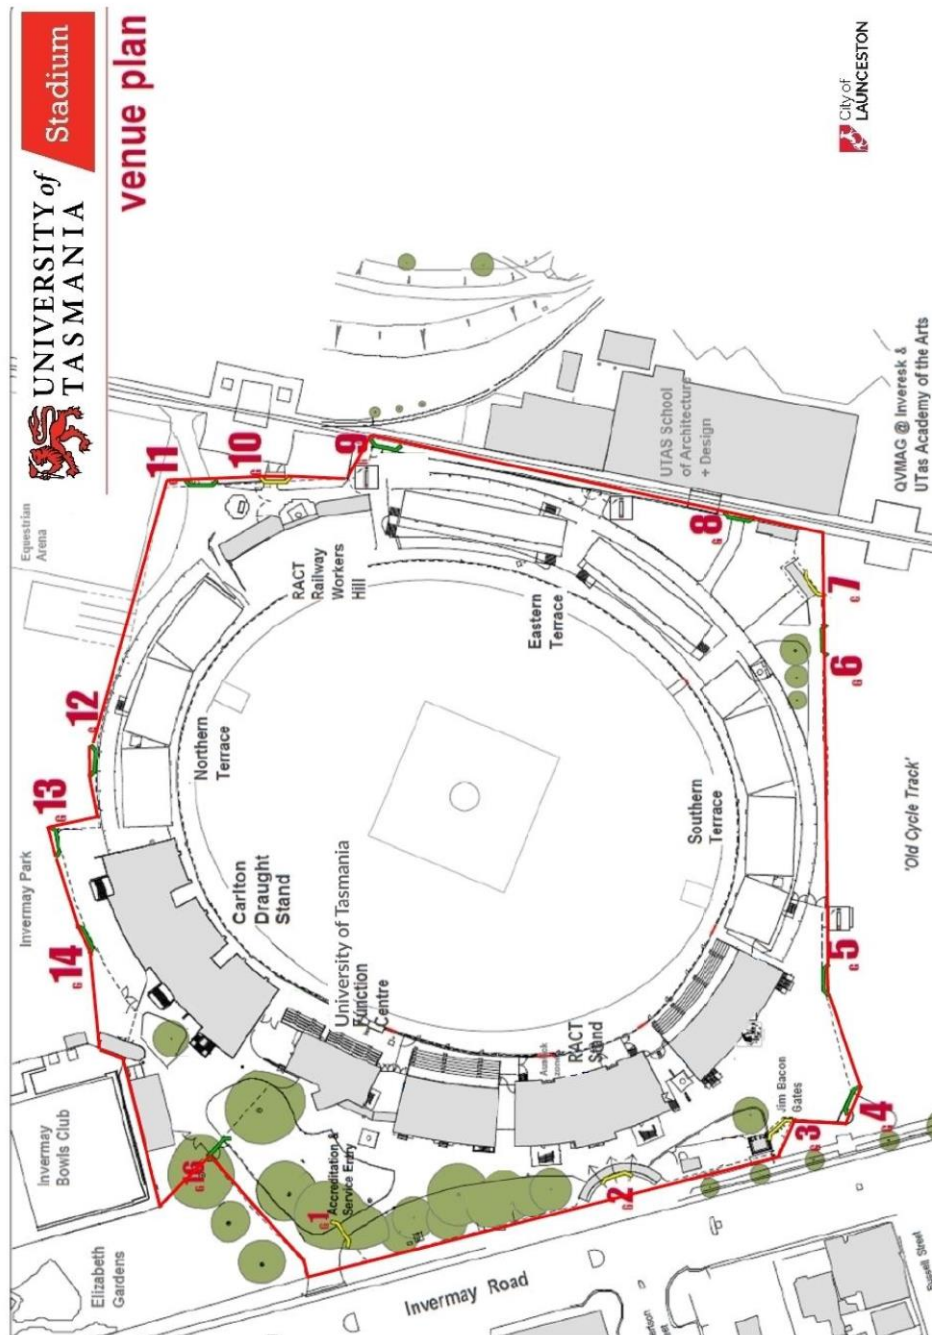 UNIVERSITY of
TASMANIA
Stadium
venue plan
City of
LAUNCESTON
Equestrian
Arena
G 11
G 10
G 9
RACT
Railway
Workers
Hill
UTAS School
of Architecture
+ Design
QVMAG @ Inveresk &
UTas Academy of the Arts
G 8
G 7
G 6
Eastern
Terrace
G 12
G 13
Invermay Park
Northern
Terrace
Southern
Terrace
'Old Cycle Track'
Carlton
Draught
Stand
G 14
University of Tasmania
Function
Centre
RACT
Stand
G 5
Jim Bacon
Gates
G 4
G 3
Invermay
Bowls Club
G 16
Accreditation &
Service Entry
G 1
G 2
Elizabeth
Gardens
Invermay Road
Russell Street